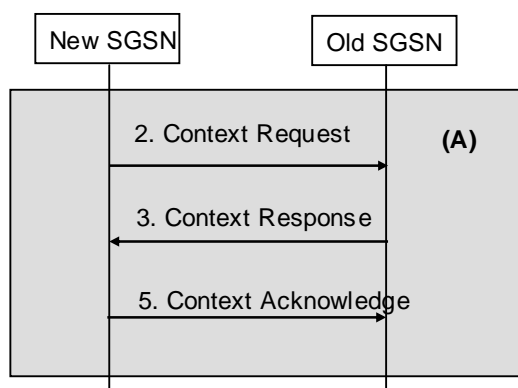 New SGSN
Old SGSN
2. Context Request
(A)
3. Context Response
5. Context Acknowledge